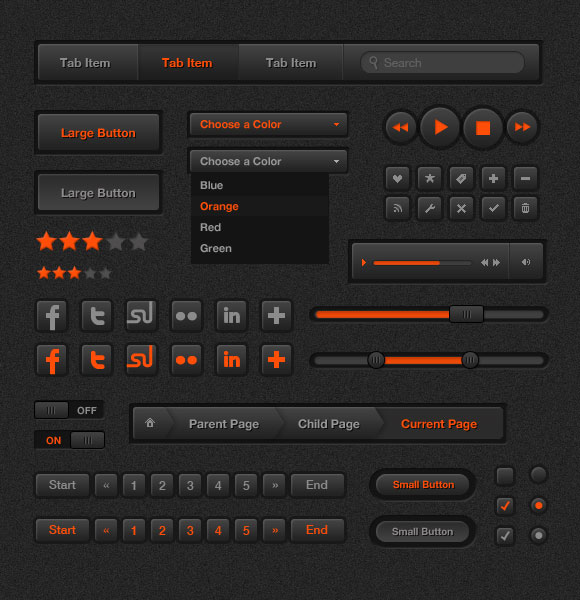 Tab Item Tab Item Tab Item Search
Large Button
Choose a Color
Choose a Color
Blue
Orange
Red
Green
Large Button
OFF
ON
Parent Page Child Page Current Page
Start « 1 2 3 4 5 » End
Small Button
Start « 1 2 3 4 5 » End
Small Button